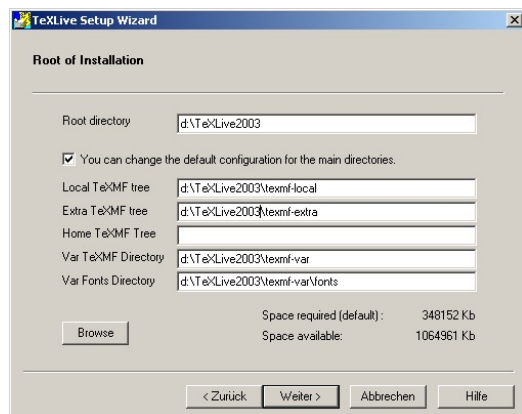 TeXLive Setup Wizard
Root of Installation
Root directory d:\TeXLive2003
You can change the default configuration for the main directories.
Local TeXMF tree d:\TeXLive2003\texmf-local
Extra TeXMF tree d:\TeXLive2003\texmf-extra
Home TeXMF Tree
Var TeXMF Directory d:\TeXLive2003\texmf-var
Var Fonts Directory d:\TeXLive2003\texmf-var\fonts
Space required (default) : 348152 Kb
Browse Space available: 1064961 Kb
< Zurück Weiter > Abbrechen Hilfe